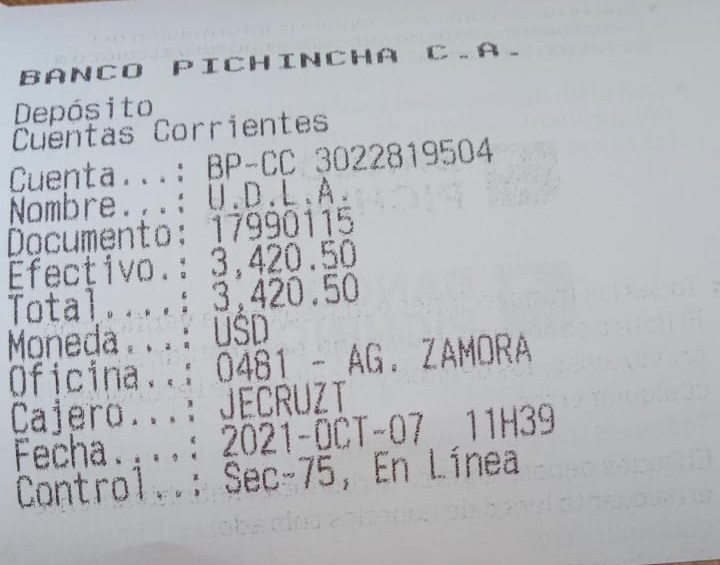 BANCO PICHINCHA C.A.
Depósito
Cuentas Corrientes
Cuenta...: BP-CC 3022819504
Nombre...: U.D.L.A.
Documento: 17990115
Efectivo.: 3,420.50
Total....: 3,420.50
Moneda...: USD
Oficina..: 0481 - AG. ZAMORA
Cajero...: JECRUZT
Fecha....: 2021-OCT-07 11H39
Control..: Sec-75, En Línea